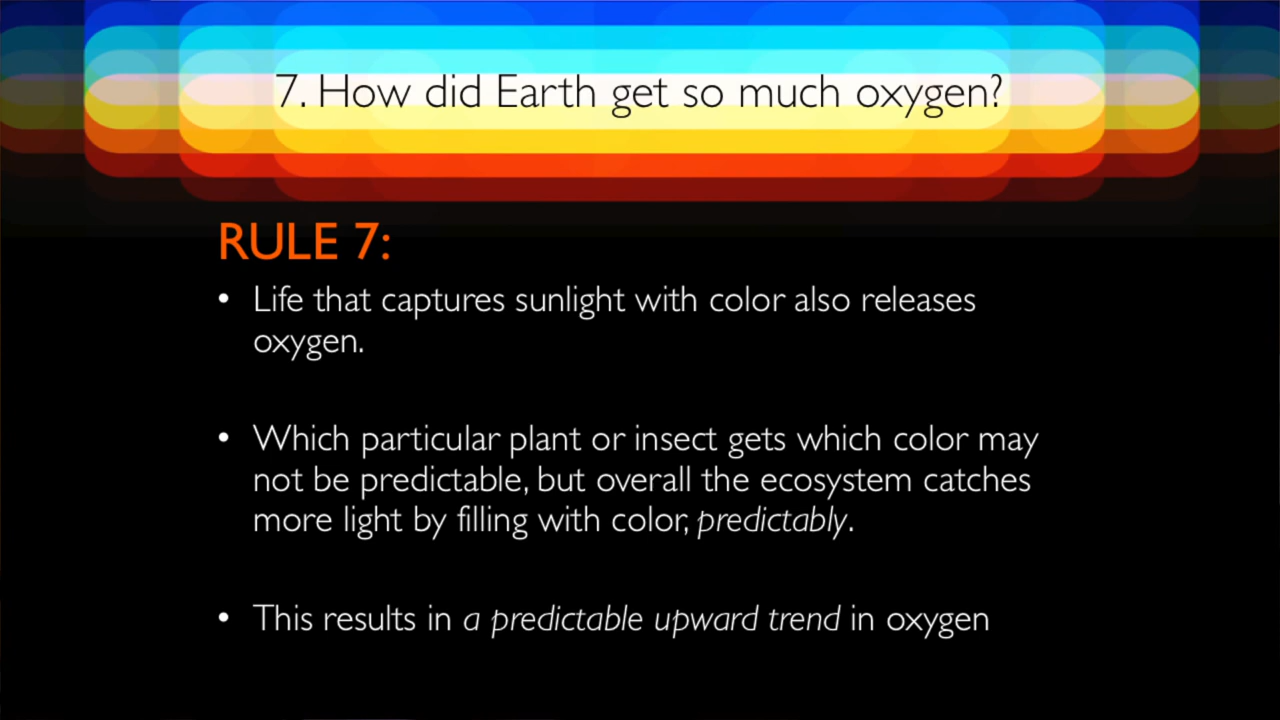 7. How did Earth get so much oxygen?
RULE 7:
• Life that captures sunlight with color also releases
oxygen.
• Which particular plant or insect gets which color may
not be predictable, but overall the ecosystem catches
more light by filling with color, predictably.
• This results in a predictable upward trend in oxygen